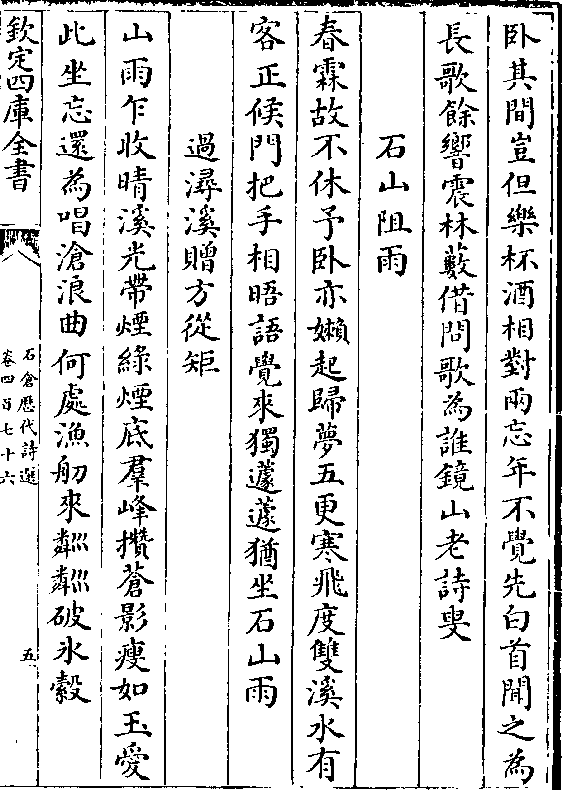 卧其間豈但樂杯酒相對兩忘年不覺先白首聞之為
長歌餘響震林藪借問歌為誰鏡山老詩叟
石山阻雨
春霖故不休予卧亦嬾起歸夢五更寒飛度雙溪水有
客正候門把手相晤語覺來獨蘧蘧猶坐石山雨
過潯溪贈方從矩
山雨乍收晴溪光帶煙綠煙底羣峰攢蒼影瘦如玉愛
此坐忘還為唱滄浪曲何處漁舠來粼粼破氷縠
欽定四庫全書
石倉歷代詩選
卷四百七十六
五